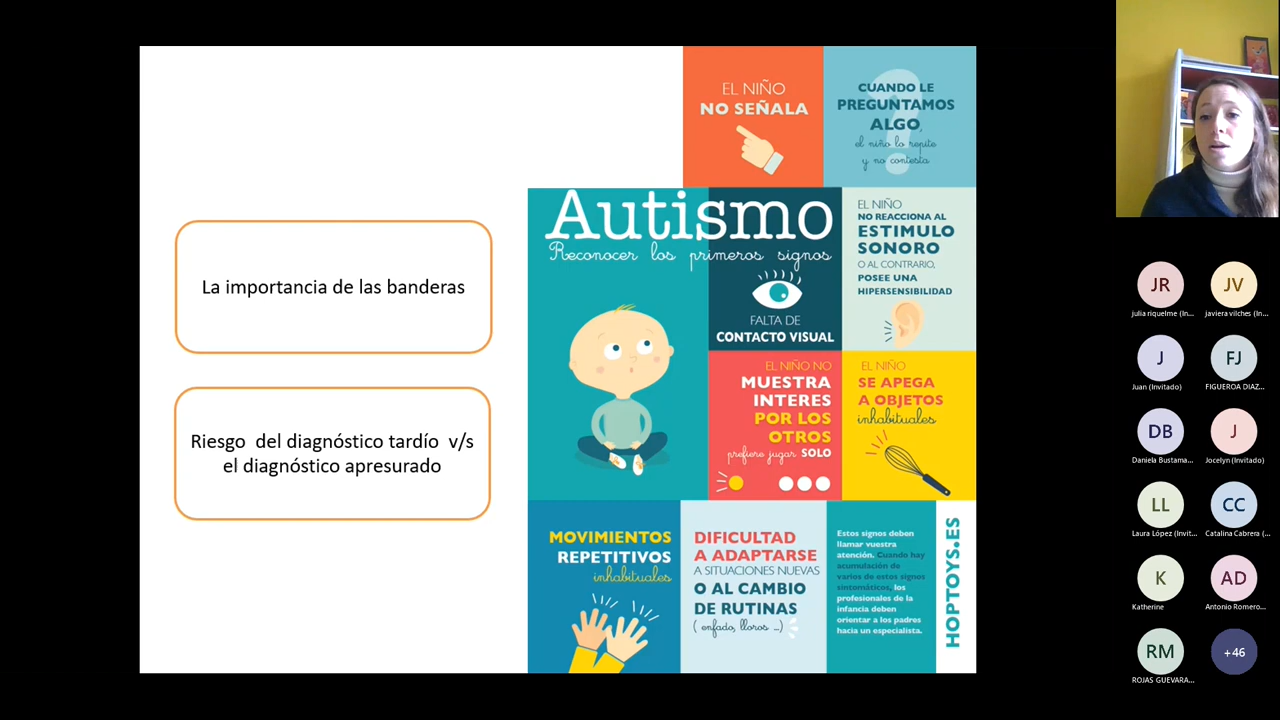 La importancia de las banderas
Riesgo del diagnóstico tardío v/s
el diagnóstico apresurado
EL NIÑO
NO SEÑALA
?
CUANDO LE
PREGUNTAMOS
ALGO,
el niño lo repite
y no contesta
Autismo
Reconocer los primeros signos
FALTA DE
CONTACTO VISUAL
EL NIÑO
NO REACCIONA AL
ESTIMULO
SONORO
O AL CONTRARIO,
POSEE UNA
HIPERSENSIBILIDAD
EL NIÑO NO
MUESTRA
INTERES
POR LOS
OTROS
prefiere jugar SOLO
EL NIÑO
SE APEGA
A OBJETOS
inhabituales
MOVIMIENTOS
REPETITIVOS
inhabituales
DIFICULTAD
A ADAPTARSE
A SITUACIONES NUEVAS
O AL CAMBIO
DE RUTINAS
( enfado, lloros ...)
Estos signos deben
llamar vuestra
atención. Cuando hay
acumulación de
varios de estos signos
sintomáticos, los
profesionales de la
infancia deben
orientar a los padres
hacia un especialista.
HOPTOYS.ES
JR
julia riquelme (In...
JV
javiera vilches (In...
J
Juan (Invitado)
FJ
FIGUEROA DIAZ...
DB
Daniela Bustama...
J
Jocelyn (Invitado)
LL
Laura López (Invit...
CC
Catalina Cabrera (...
K
Katherine
AD
Antonio Romero...
RM
ROJAS GUEVARA...
+46